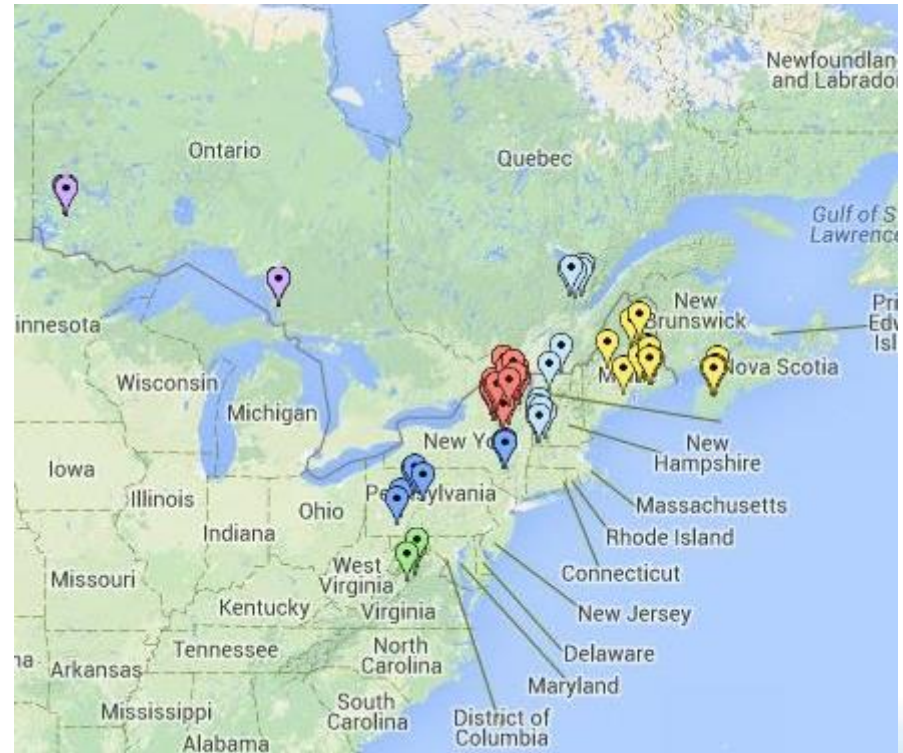 Newfoundlan
and Labrador
Ontario
Quebec
Gulf of S
Lawrence
New
Brunswick
Pri
Edw
Isl
innesota
Nova Scotia
Wisconsin
M
Michigan
New Yo
New
Hampshire
Iowa
Pennsylvania
Massachusetts
Illinois
Ohio
Rhode Island
Indiana
Connecticut
West
Virginia
Missouri
New Jersey
Kentucky
Virginia
Delaware
Tennessee
North
Carolina
na
Arkansas
Maryland
Mississippi
South
Carolina
District of
Columbia
Alabama